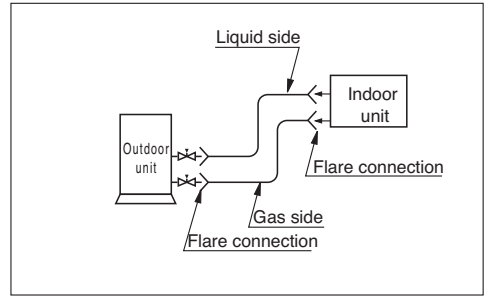 Liquid side
Indoor
unit
Outdoor
unit
Flare connection
Gas side
Flare connection